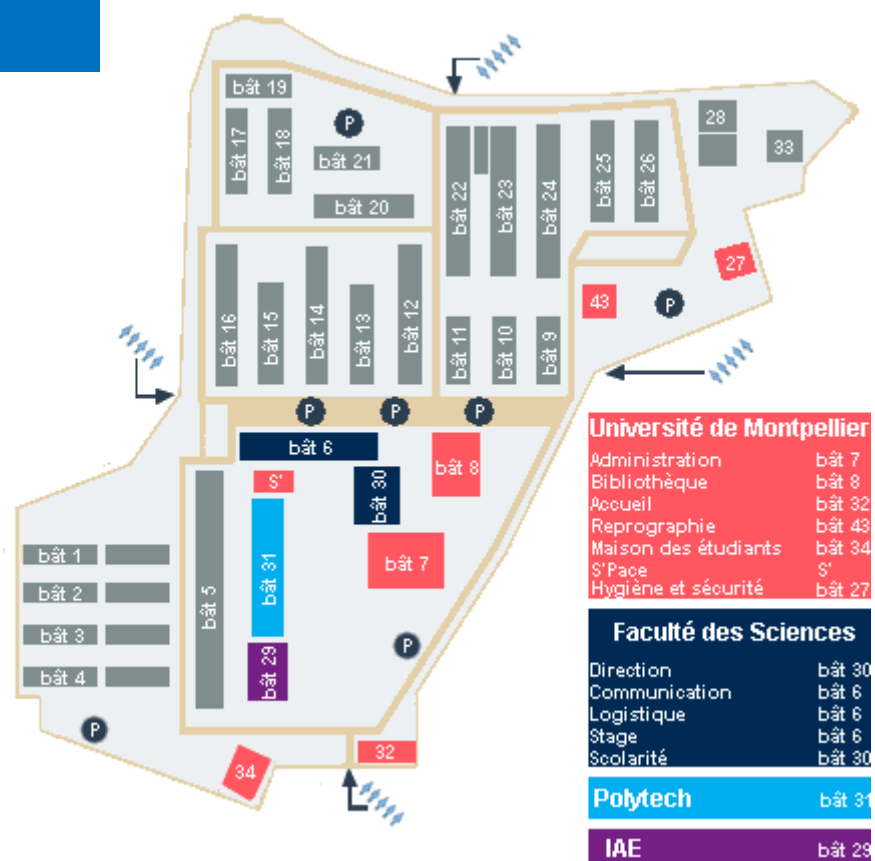 bât 19
bât 17
bât 18
P
bât 21
bât 20
bât 22
bât 23
bât 24
bât 25
bât 26
28
33
27
43
P
bât 16
bât 15
bât 14
bât 13
bât 12
bât 11
bât 10
bât 9
P
P
P
bât 6
bât 8
S'
bât 30
bât 31
bât 7
bât 5
bât 1
bât 2
bât 3
bât 4
bât 29
P
P
34
32
Université de Montpellier
Administration bât 7
Bibliothèque bât 8
Accueil bât 32
Reprographie bât 43
Maison des étudiants bât 34
S'Pace S'
Hygiène et sécurité bât 27
Faculté des Sciences
Direction bât 30
Communication bât 6
Logistique bât 6
Stage bât 6
Scolarité bât 30
Polytech bât 31
IAE bât 29